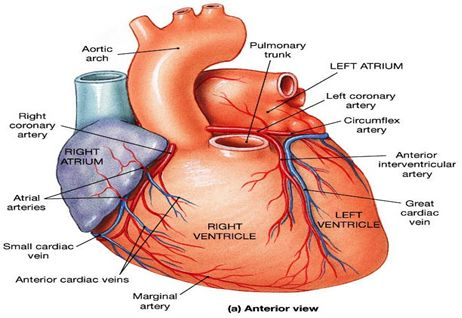 Aortic
arch
Pulmonary
trunk
LEFT ATRIUM
Left coronary
artery
Circumflex
artery
Right
coronary
artery
RIGHT
ATRIUM
Anterior
interventricular
artery
Atrial
arteries
Great
cardiac
vein
RIGHT
VENTRICLE
LEFT
VENTRICLE
Small cardiac
vein
Anterior cardiac veins
Marginal
artery
(a) Anterior view